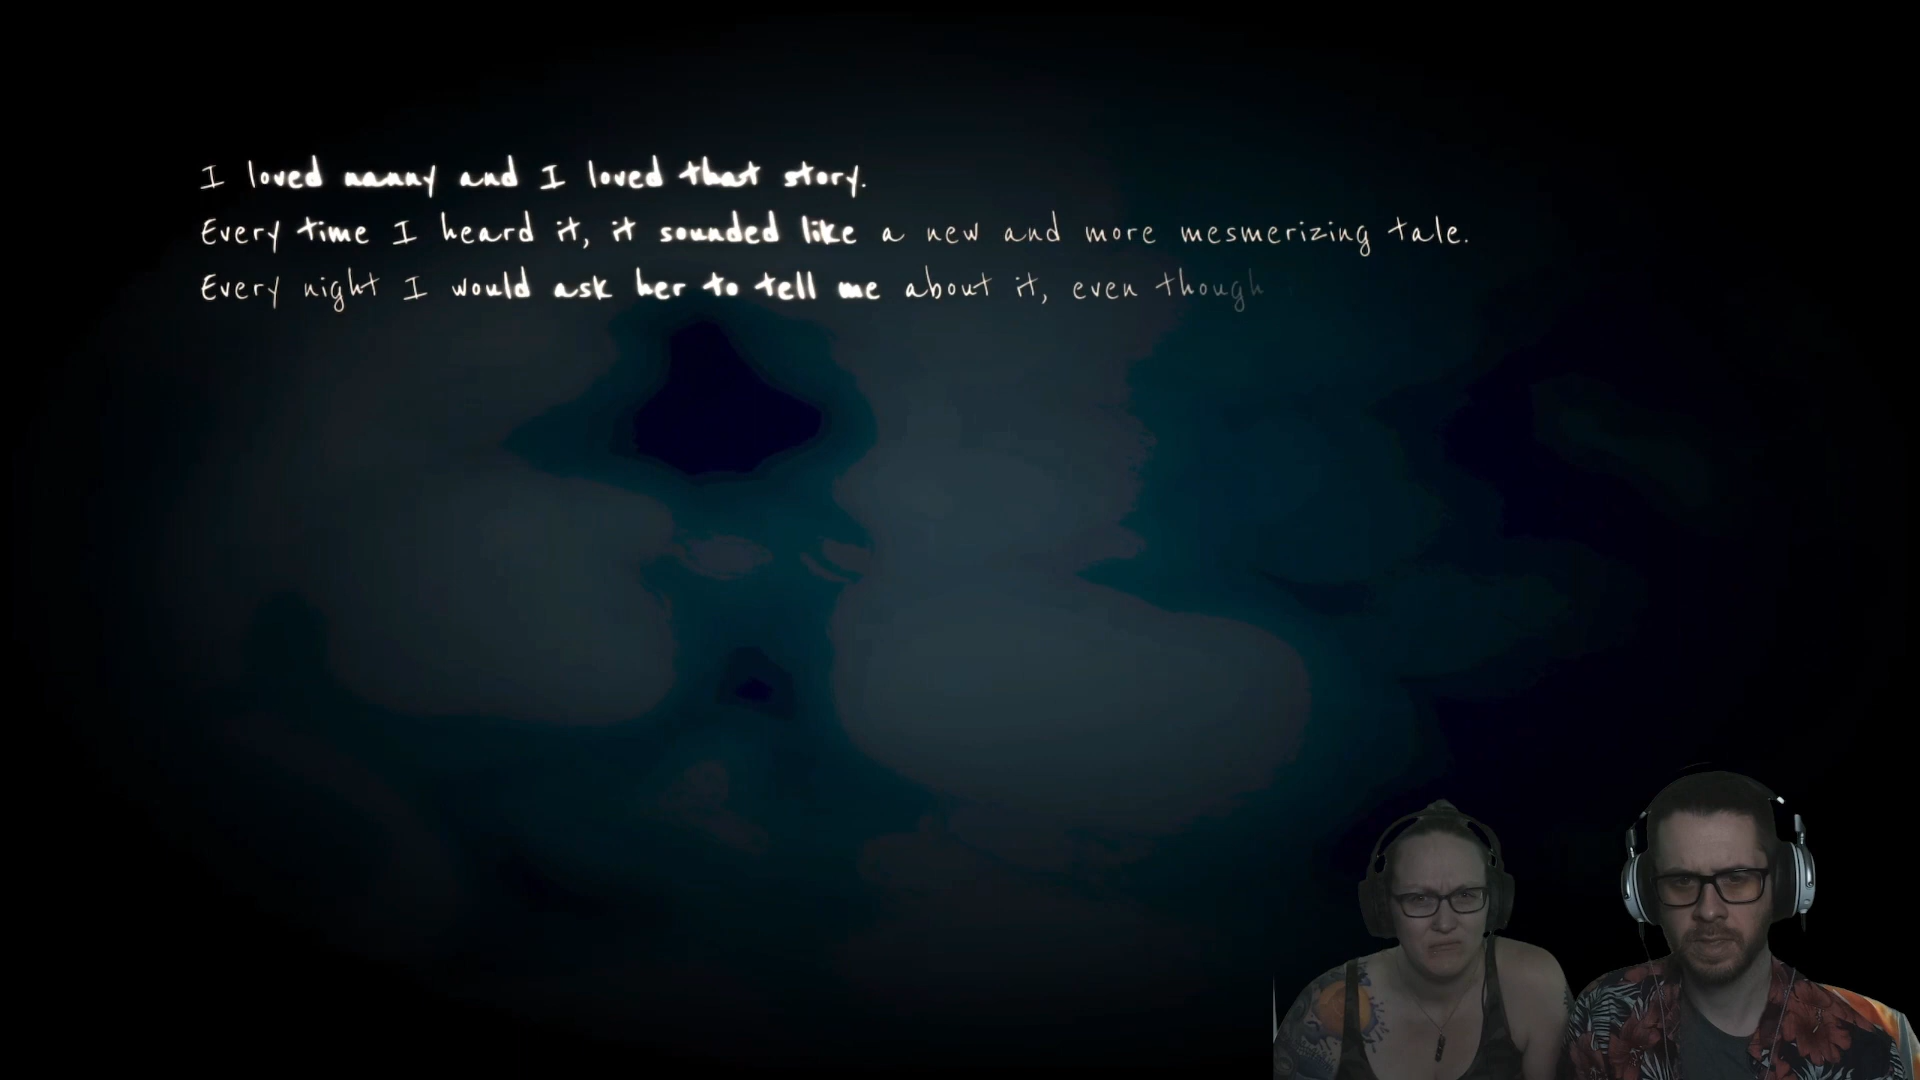 I loved nanny and I loved that story.
Every time I heard it, it sounded like a new and more mesmerizing tale.
Every night I would ask her to tell me about it, even though